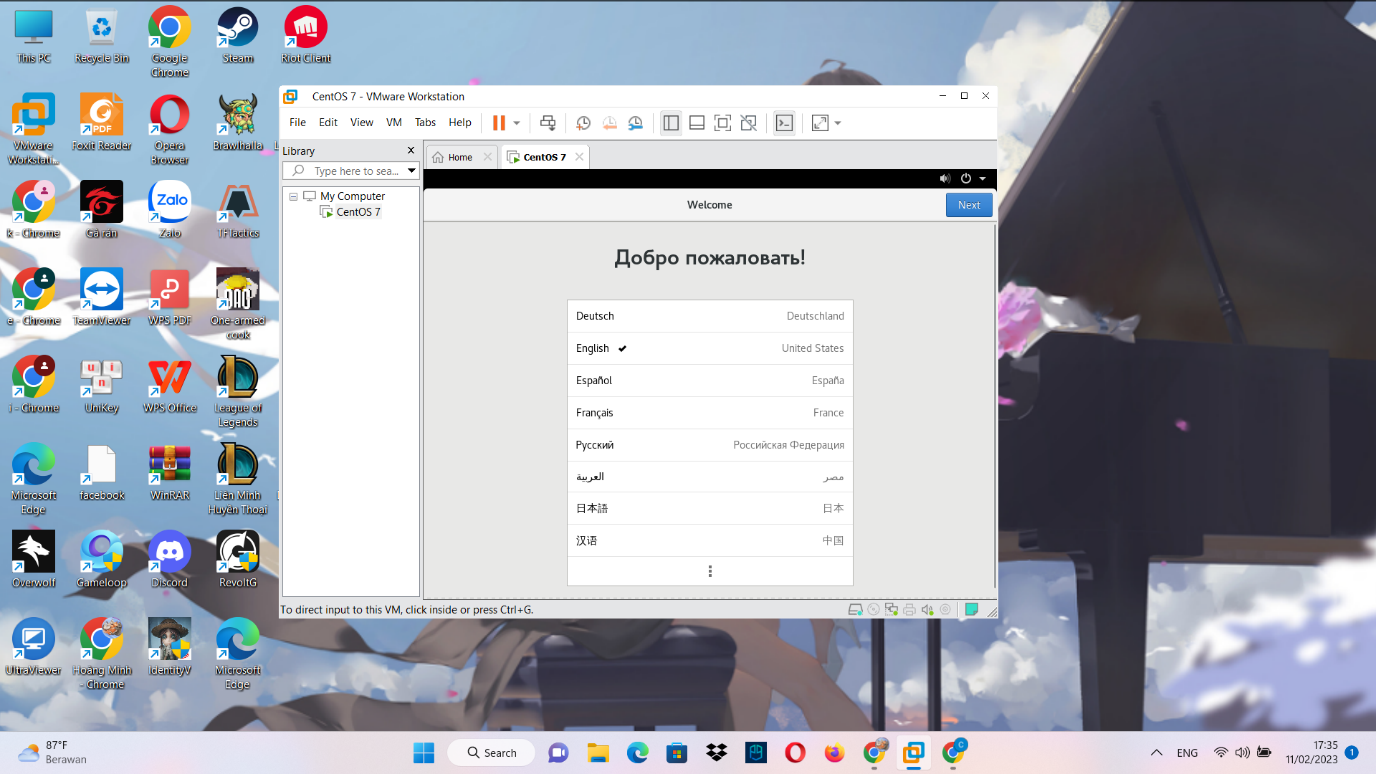 This PC
Recycle Bin
Google
Chrome
Steam
Riot Client
VMware
Workstati...
Foxit Reader
Opera
Browser
Brawlhalla
k - Chrome
Gà rán
Zalo
TFTactics
e - Chrome
TeamViewer
WPS PDF
One-armed
cook
i - Chrome
UniKey
WPS Office
League of
Legends
Microsoft
Edge
facebook
WinRAR
Liên Minh
Huyền Thoại
Overwolf
Gameloop
Discord
RevoltG
UltraViewer
Hoàng Minh
- Chrome
IdentityV
Microsoft
Edge
CentOS 7 - VMware Workstation
File Edit View VM Tabs Help
Library
Type here to sea...
My Computer
CentOS 7
Home
CentOS 7
Welcome
Next
Добро пожаловать!
Deutsch Deutschland
English United States
Español España
Français France
Русский Российская Федерация
العربية مصر
日本語 日本
汉语 中国
To direct input to this VM, click inside or press Ctrl+G.
87°F
Berawan
Search
ENG
17:35
11/02/2023
1